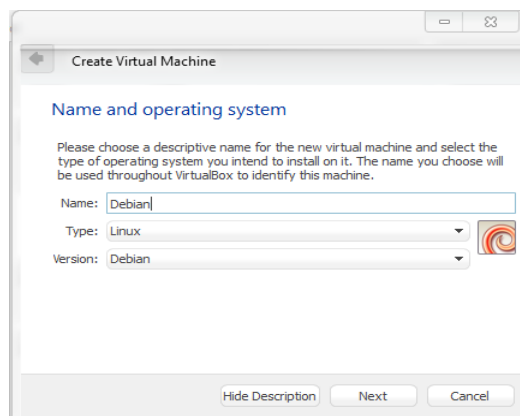 Create Virtual Machine
Name and operating system
Please choose a descriptive name for the new virtual machine and select the
type of operating system you intend to install on it. The name you choose will
be used throughout VirtualBox to identify this machine.
Name: Debian
Type: Linux
Version: Debian
Hide Description Next Cancel